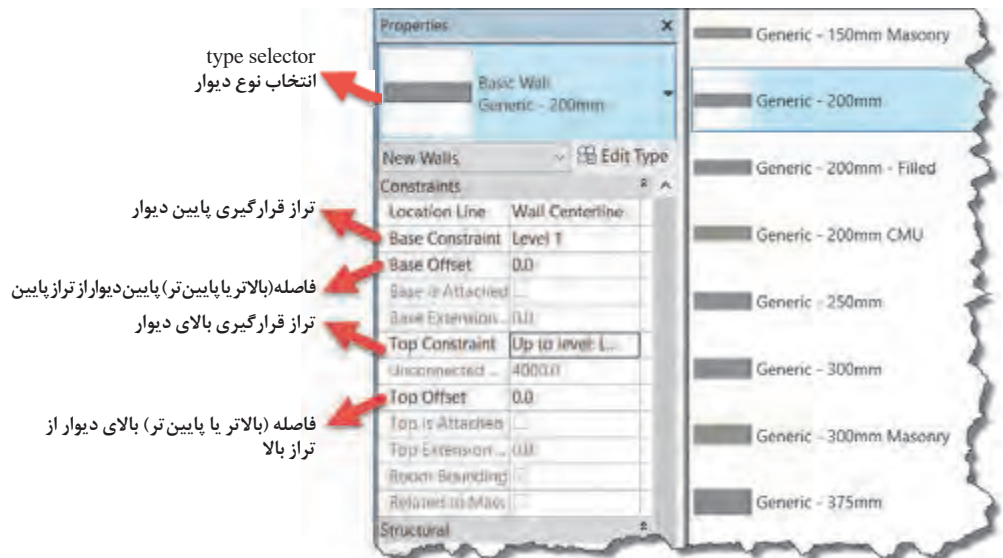 type selector
انتخاب نوع دیوار
تراز قرارگیری پایین دیوار
فاصله (بالاتر یا پایین‌تر) پایین دیوار از تراز پایین
تراز قرارگیری بالای دیوار
فاصله (بالاتر یا پایین‌تر) بالای دیوار از
تراز بالا
Properties
Basic Wall
Generic - 200mm
New Walls
Edit Type
Constraints
Location Line Wall Centerline
Base Constraint Level 1
Base Offset 0.0
Base is Attached
Base Extension... 0.0
Top Constraint Up to level: L...
Unconnected ... 4000.0
Top Offset 0.0
Top is Attached
Top Extension ... 0.0
Room Bounding
Related to Mass
Structural
Generic - 150mm Masonry
Generic - 200mm
Generic - 200mm - Filled
Generic - 200mm CMU
Generic - 250mm
Generic - 300mm
Generic - 300mm Masonry
Generic - 375mm